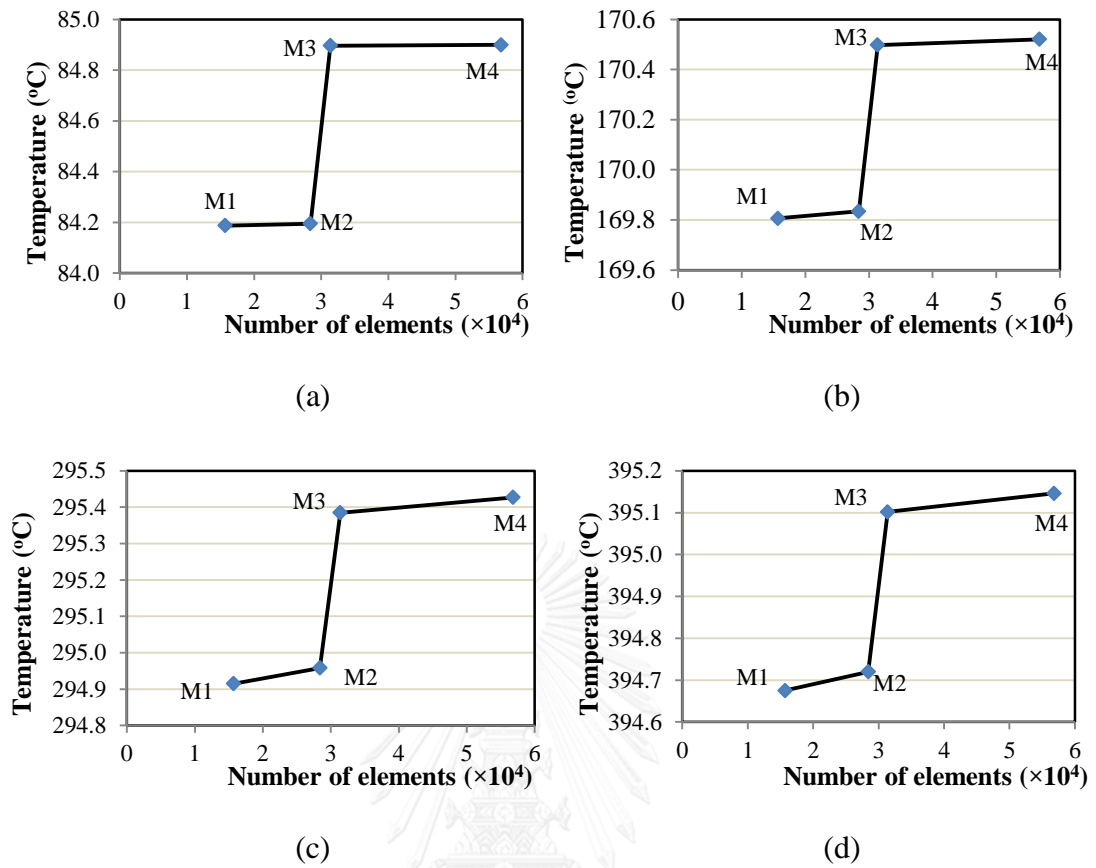 85.0
84.8
84.6
84.4
84.2
84.0
Temperature (oC)
M1
M2
M3
M4
0 1 2 3 4 5 6
Number of elements (×10⁴)
(a)
170.6
170.4
170.2
170.0
169.8
169.6
Temperature (oC)
M1
M2
M3
M4
0 1 2 3 4 5 6
Number of elements (×10⁴)
(b)
295.5
295.4
295.3
295.2
295.1
295.0
294.9
294.8
Temperature (oC)
M1
M2
M3
M4
0 1 2 3 4 5 6
Number of elements (×10⁴)
(c)
395.2
395.1
395.0
394.9
394.8
394.7
394.6
Temperature (oC)
M1
M2
M3
M4
0 1 2 3 4 5 6
Number of elements (×10⁴)
(d)